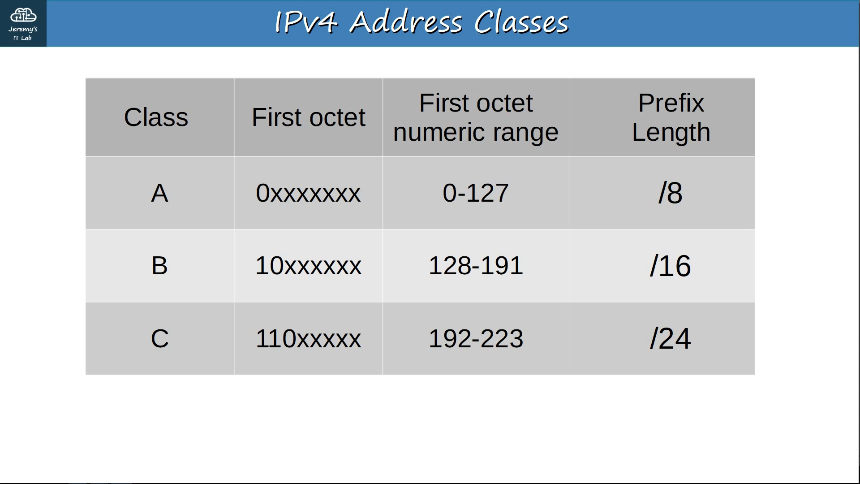 IPv4 Address Classes
Jeremy's
IT Lab
Class First octet First octet numeric range Prefix Length
A 0xxxxxxx 0-127 /8
B 10xxxxxx 128-191 /16
C 110xxxxx 192-223 /24